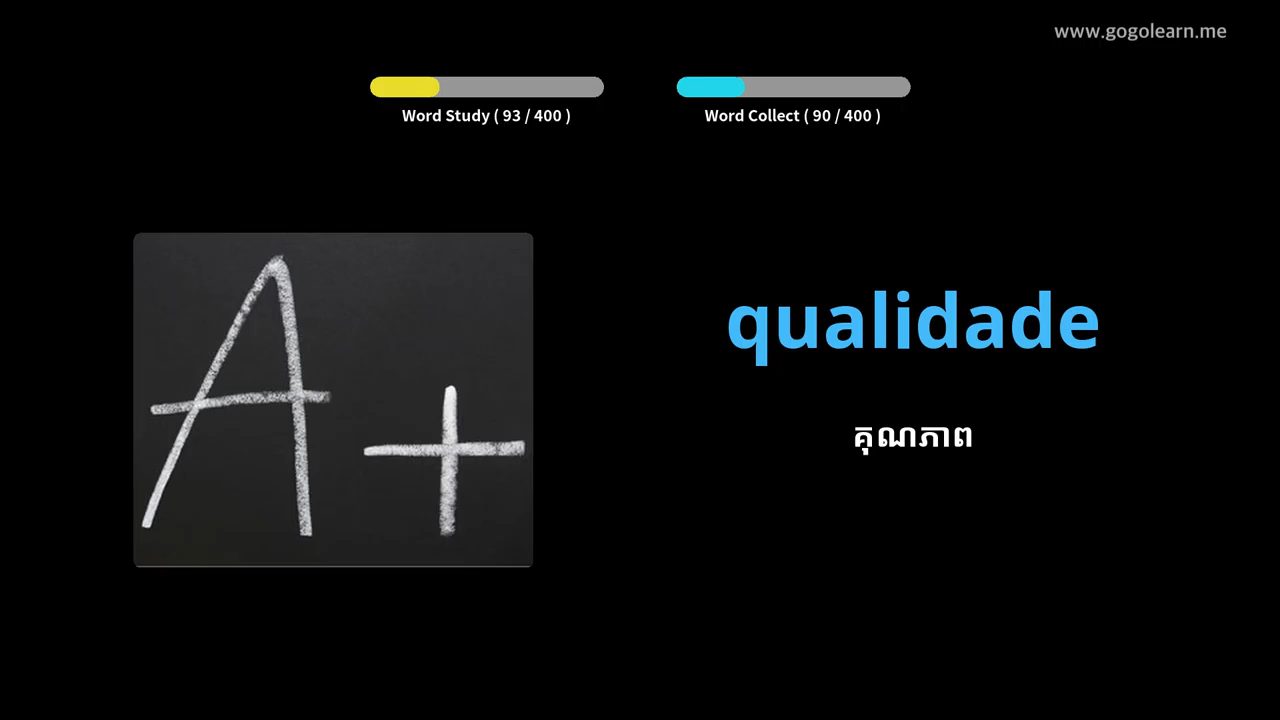 www.gogolearn.me
Word Study ( 93 / 400 )
Word Collect ( 90 / 400 )
A+
qualidade
គុណភាព